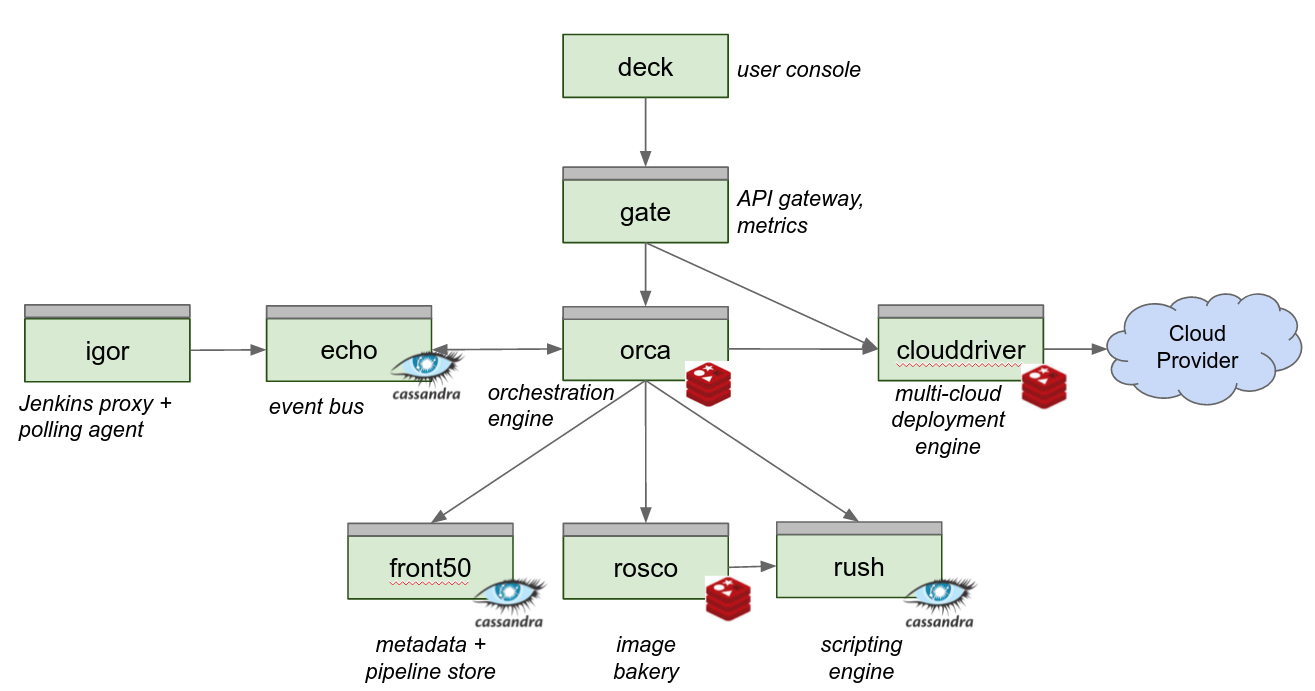 deck
user console
gate
API gateway,
metrics
igor
Jenkins proxy +
polling agent
echo
cassandra
event bus
orca
orchestration
engine
clouddriver
multi-cloud
deployment
engine
Cloud
Provider
front50
cassandra
metadata +
pipeline store
rosco
image
bakery
rush
cassandra
scripting
engine